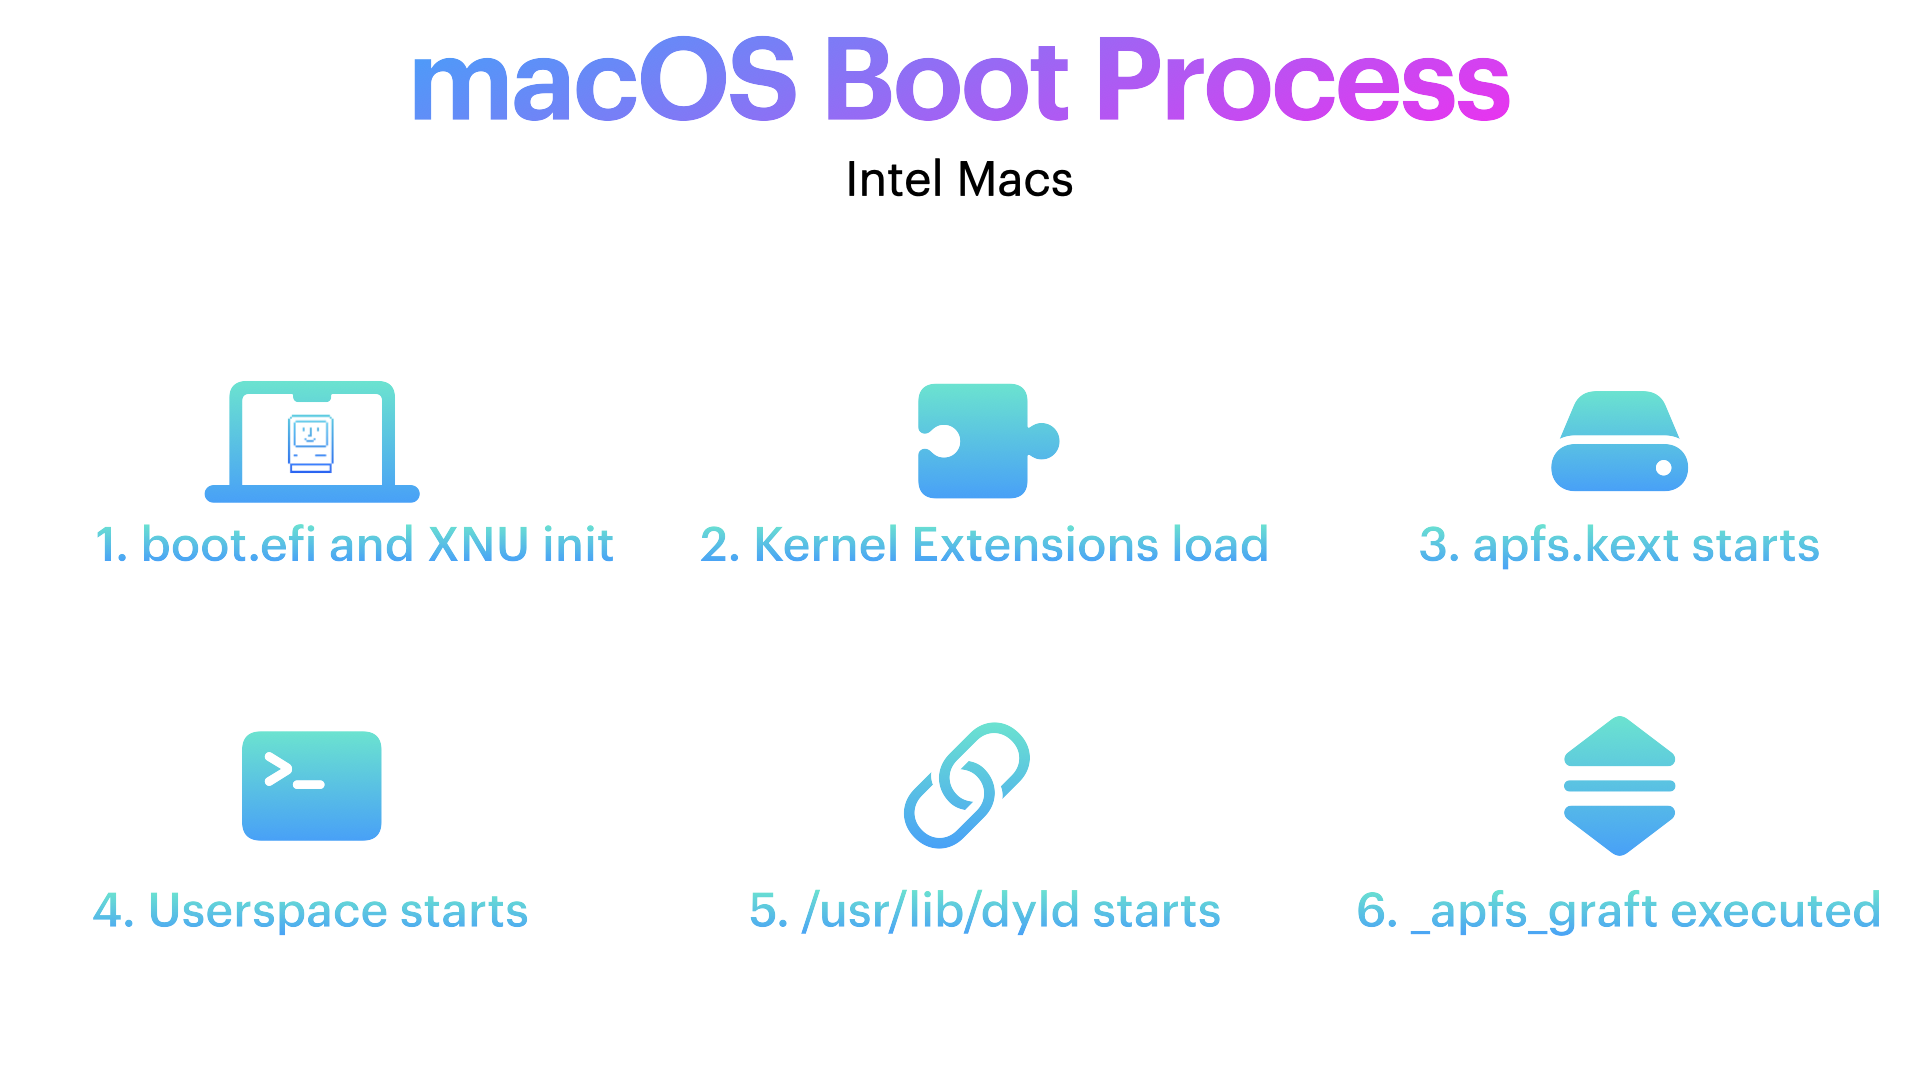 macOS Boot Process
Intel Macs
1. boot.efi and XNU init
2. Kernel Extensions load
3. apfs.kext starts
4. Userspace starts
5. /usr/lib/dyld starts
6. _apfs_graft executed